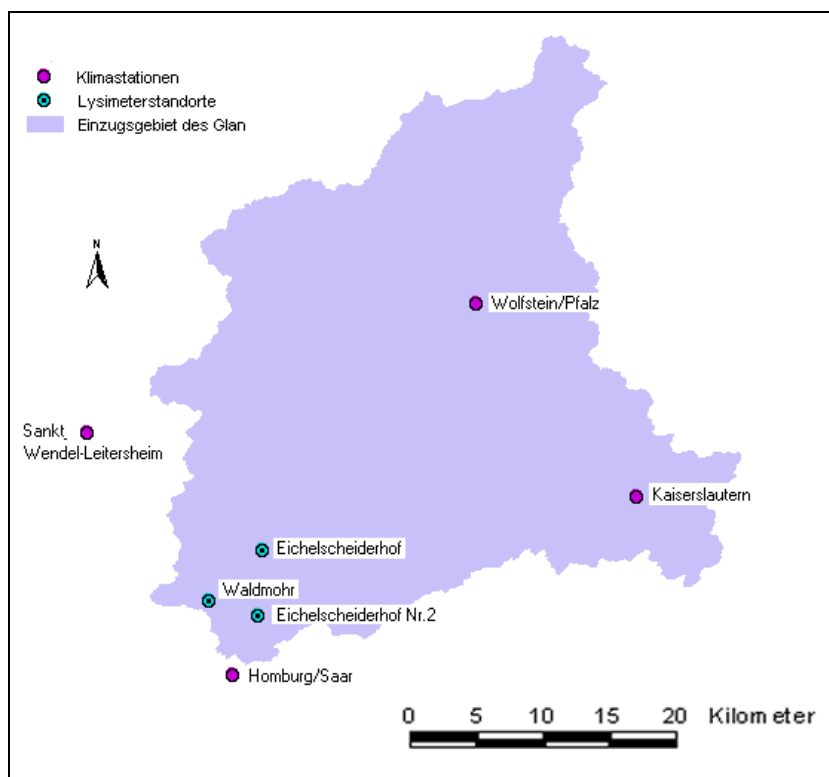 Klimastationen
Lysimeterstandorte
Einzugsgebiet des Glan
N
Wolfstein/Pfalz
Sankt
Wendel-Leitersheim
Kaiserslautern
Eichelscheiderhof
Waldmohr
Eichelscheiderhof Nr.2
Homburg/Saar
0 5 10 15 20 Kilometer